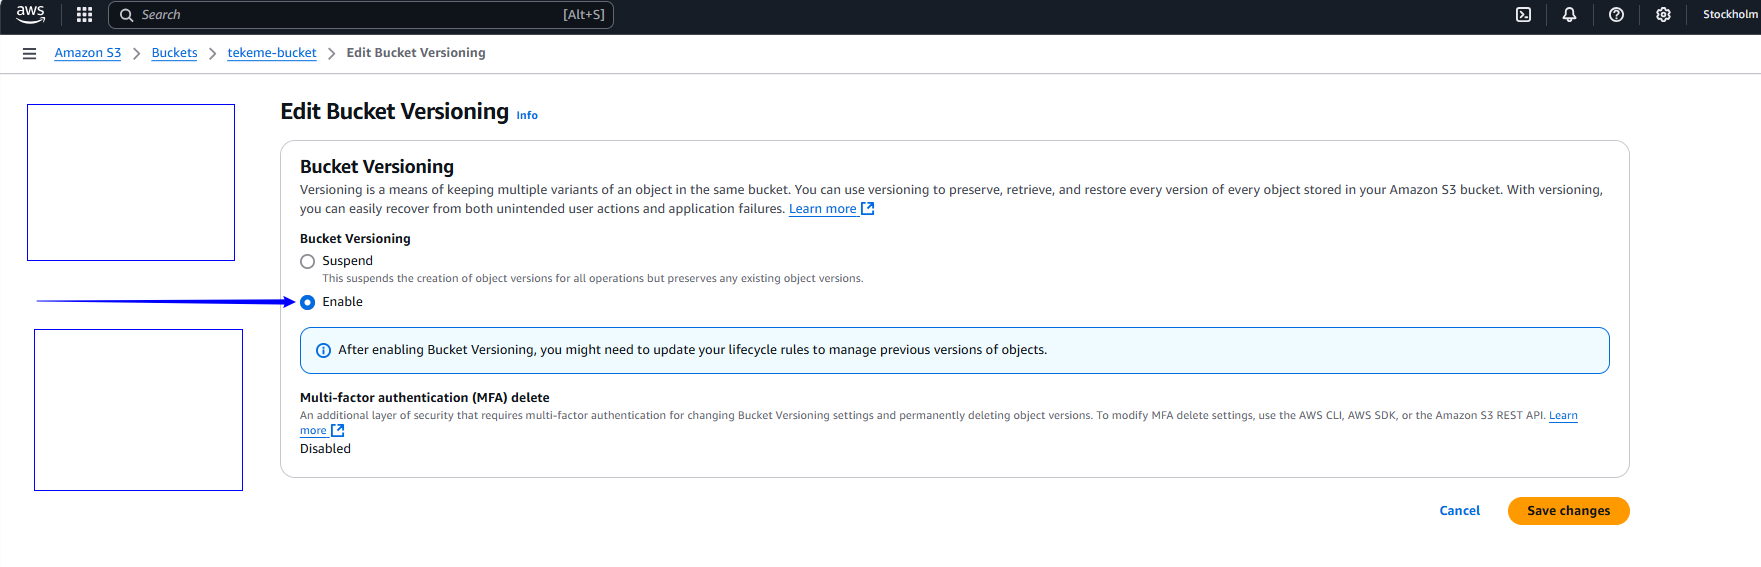 aws
Search [Alt+S] Stockholm
Amazon S3 > Buckets > tekeme-bucket > Edit Bucket Versioning
Edit Bucket Versioning Info
Bucket Versioning
Versioning is a means of keeping multiple variants of an object in the same bucket. You can use versioning to preserve, retrieve, and restore every version of every object stored in your Amazon S3 bucket. With versioning,
you can easily recover from both unintended user actions and application failures. Learn more
Bucket Versioning
Suspend
This suspends the creation of object versions for all operations but preserves any existing object versions.
Enable
After enabling Bucket Versioning, you might need to update your lifecycle rules to manage previous versions of objects.
Multi-factor authentication (MFA) delete
An additional layer of security that requires multi-factor authentication for changing Bucket Versioning settings and permanently deleting object versions. To modify MFA delete settings, use the AWS CLI, AWS SDK, or the Amazon S3 REST API. Learn
more
Disabled
Cancel Save changes